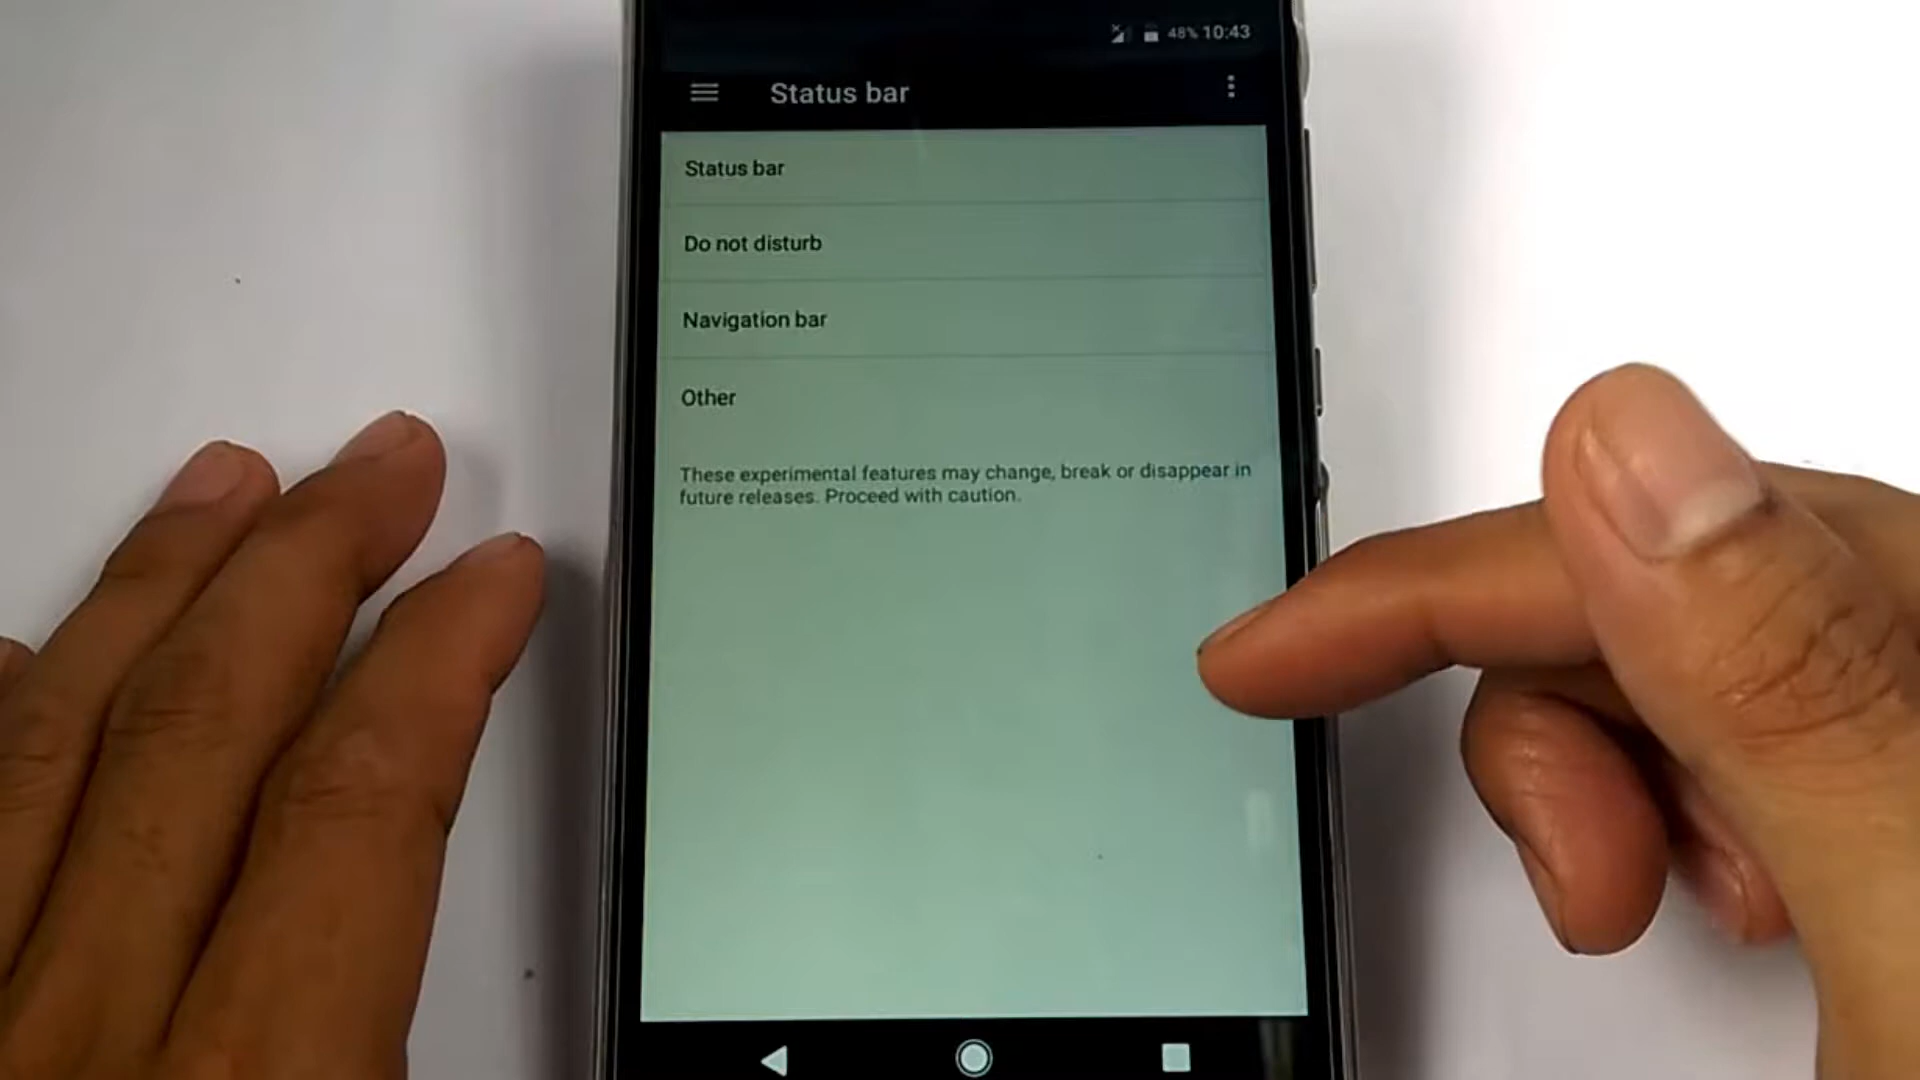 48% 10:43
Status bar
Status bar
Do not disturb
Navigation bar
Other
These experimental features may change, break or disappear in
future releases. Proceed with caution.